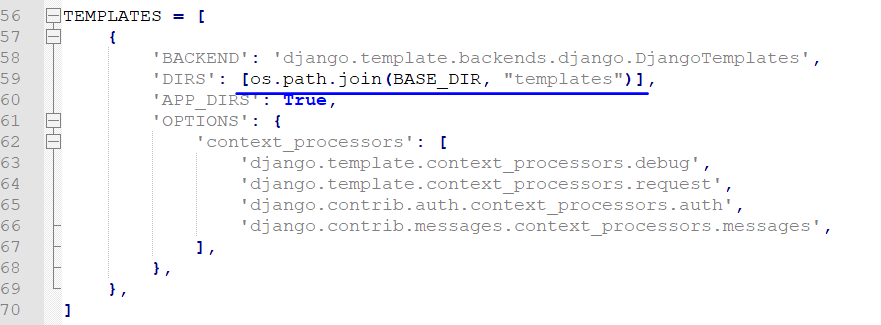 56 TEMPLATES = [
57     {
58         'BACKEND': 'django.template.backends.django.DjangoTemplates',
59         'DIRS': [os.path.join(BASE_DIR, "templates")],
60         'APP_DIRS': True,
61         'OPTIONS': {
62             'context_processors': [
63                 'django.template.context_processors.debug',
64                 'django.template.context_processors.request',
65                 'django.contrib.auth.context_processors.auth',
66                 'django.contrib.messages.context_processors.messages',
67             ],
68         },
69     },
70 ]